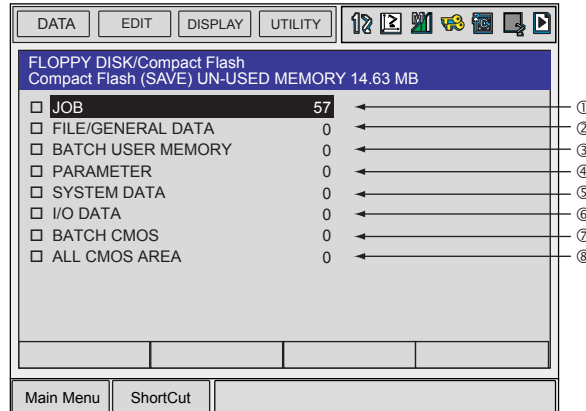 DATA EDIT DISPLAY UTILITY
FLOPPY DISK/Compact Flash
Compact Flash (SAVE) UN-USED MEMORY 14.63 MB
JOB 57 ①
FILE/GENERAL DATA 0 ②
BATCH USER MEMORY 0 ③
PARAMETER 0 ④
SYSTEM DATA 0 ⑤
I/O DATA 0 ⑥
BATCH CMOS 0 ⑦
ALL CMOS AREA 0 ⑧
Main Menu ShortCut